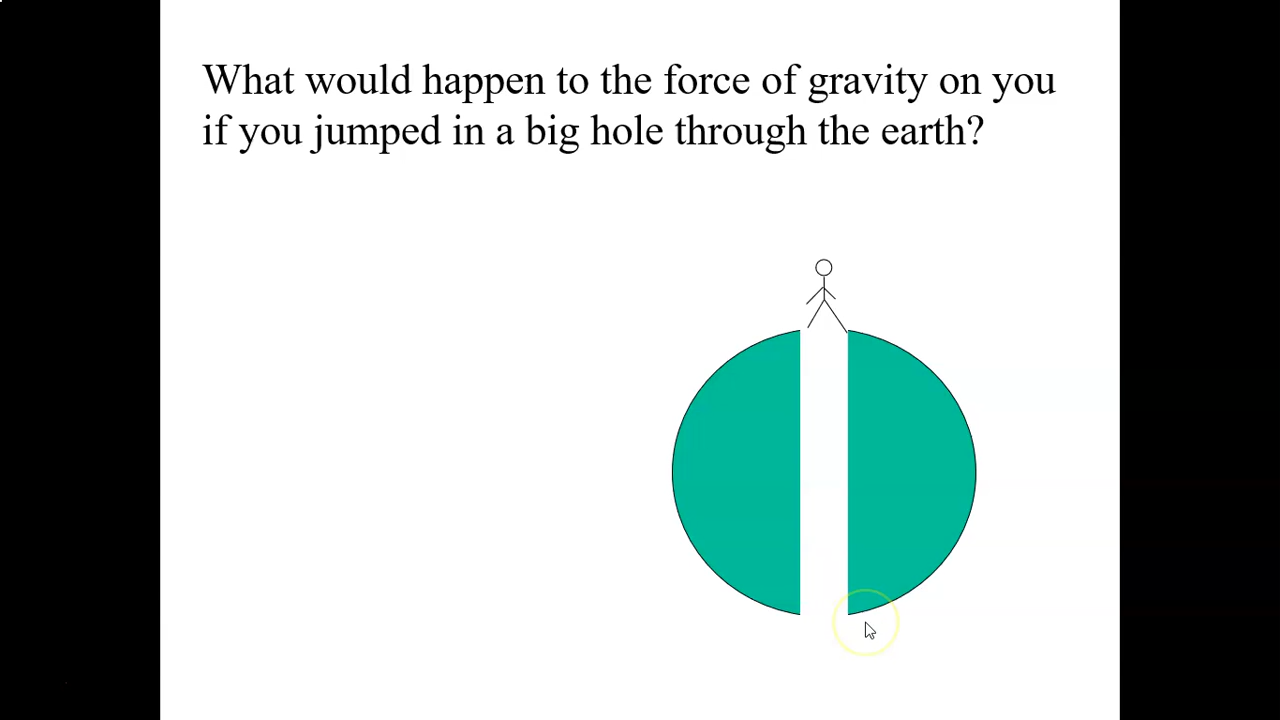 What would happen to the force of gravity on you
if you jumped in a big hole through the earth?